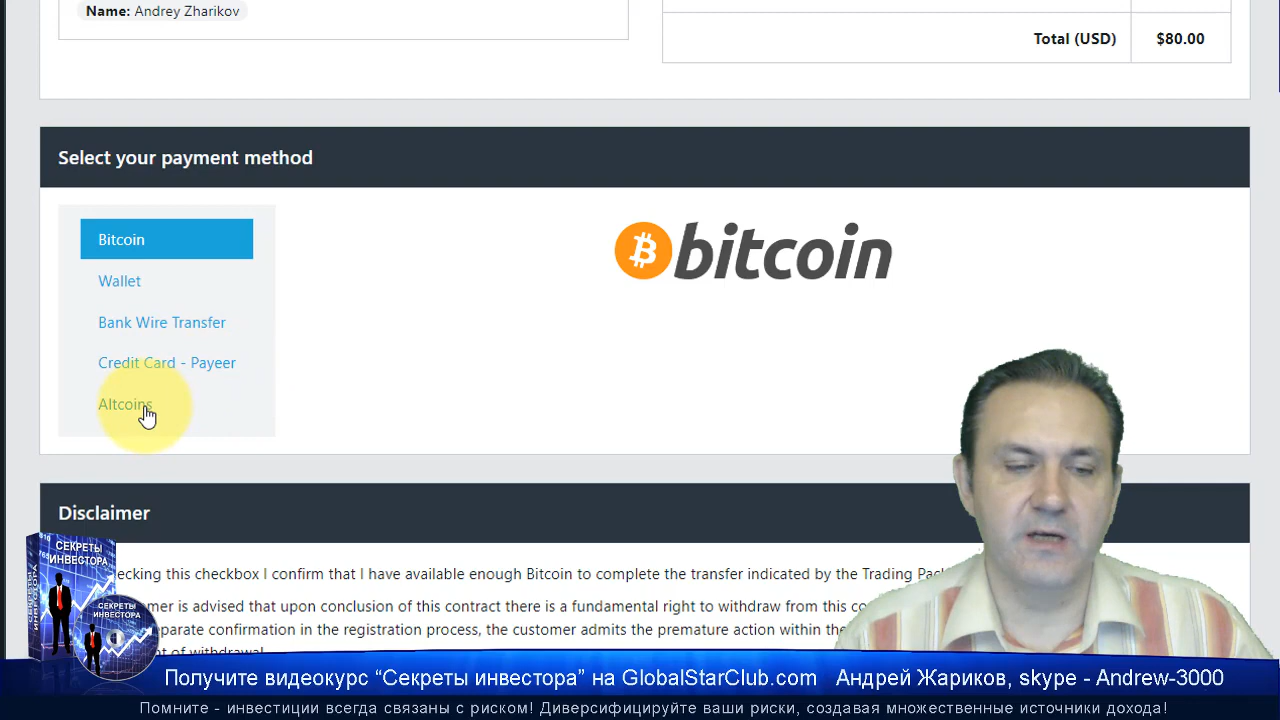 Name: Andrey Zharikov
Total (USD) $80.00
Select your payment method
Bitcoin
Wallet
Bank Wire Transfer
Credit Card - Payeer
Altcoins
bitcoin
Disclaimer
ecking this checkbox I confirm that I have available enough Bitcoin to complete the transfer indicated by the Trading Pac
mer is advised that upon conclusion of this contract there is a fundamental right to withdraw from this co
parate confirmation in the registration process, the customer admits the premature action within the
nt of withdrawal
СЕКРЕТЫ ИНВЕСТОРА
СЕКРЕТЫ ИНВЕСТОРА
Получите видеокурс “Секреты инвестора” на GlobalStarClub.com Андрей Жариков, skype - Andrew-3000
Помните - инвестиции всегда связаны с риском! Диверсифицируйте ваши риски, создавая множественные источники дохода!